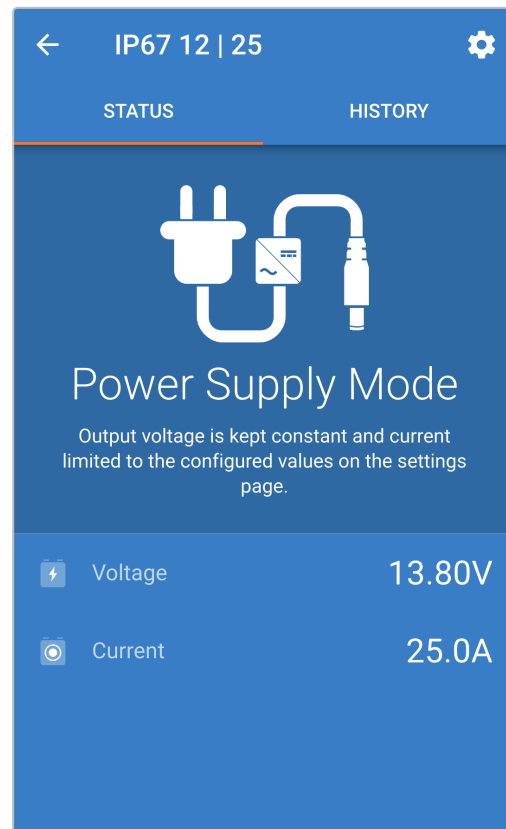 IP67 12 | 25
STATUS
HISTORY
Power Supply Mode
Output voltage is kept constant and current
limited to the configured values on the settings
page.
Voltage
13.80V
Current
25.0A